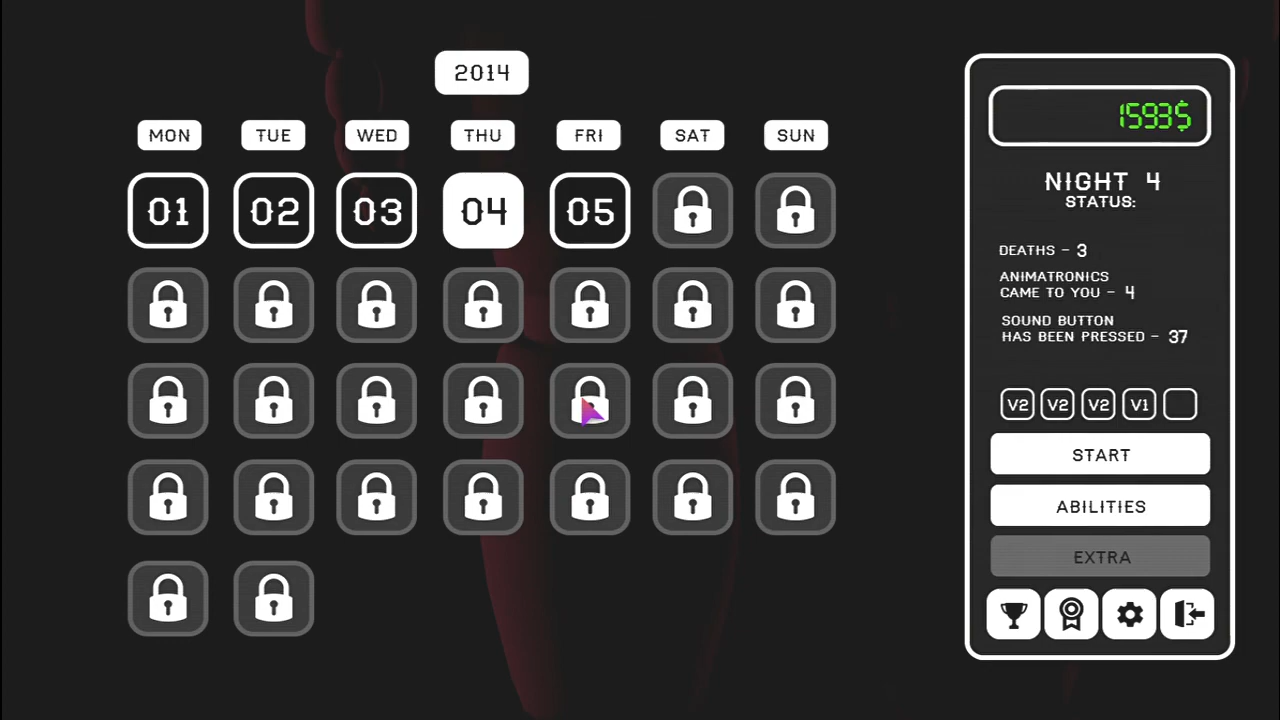 2014
MON TUE WED THU FRI SAT SUN
01 02 03 04 05
1593$
NIGHT 4
STATUS:
DEATHS - 3
ANIMATRONICS
CAME TO YOU - 4
SOUND BUTTON
HAS BEEN PRESSED - 37
V2 V2 V2 V1
START
ABILITIES
EXTRA